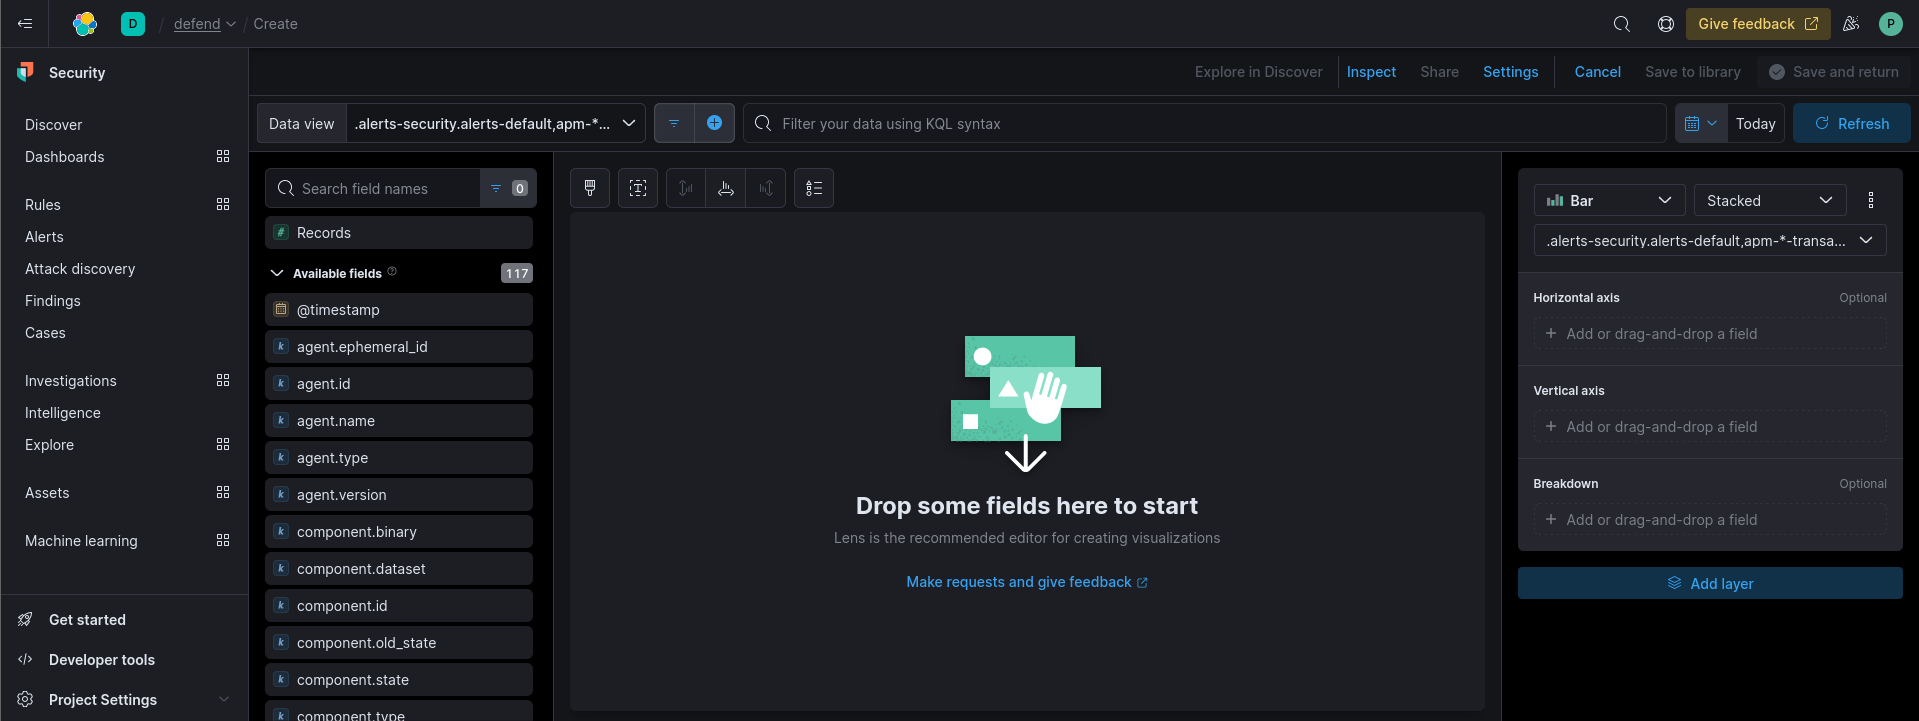 D / defend / Create
Give feedback
P
Security
Explore in Discover
Inspect
Share
Settings
Cancel
Save to library
Save and return
Discover
Dashboards
Rules
Alerts
Attack discovery
Findings
Cases
Investigations
Intelligence
Explore
Assets
Machine learning
Get started
Developer tools
Project Settings
Data view
.alerts-security.alerts-default,apm-*...
Filter your data using KQL syntax
Today
Refresh
Search field names
0
# Records
Available fields
117
@timestamp
k agent.ephemeral_id
k agent.id
k agent.name
k agent.type
k agent.version
k component.binary
k component.dataset
k component.id
k component.old_state
k component.state
k component.type
Drop some fields here to start
Lens is the recommended editor for creating visualizations
Make requests and give feedback
Bar
Stacked
.alerts-security.alerts-default,apm-*-transa...
Horizontal axis
Optional
+ Add or drag-and-drop a field
Vertical axis
+ Add or drag-and-drop a field
Breakdown
Optional
+ Add or drag-and-drop a field
Add layer